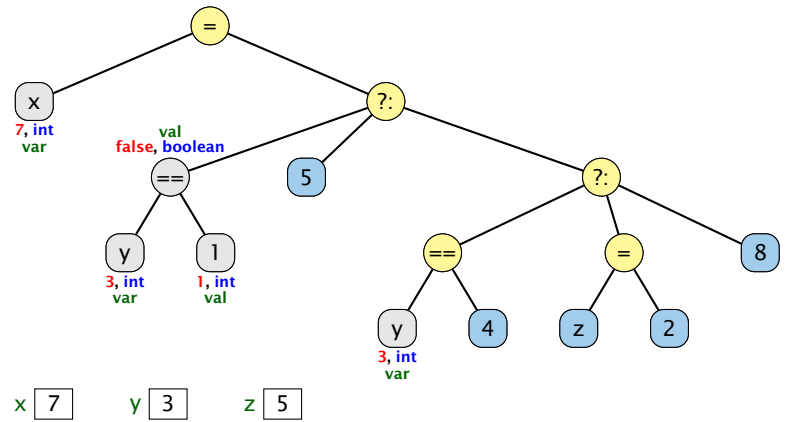 =
x
7, int
var
?:
val
false, boolean
==
5
?:
y
3, int
var
1
1, int
val
==
=
8
y
3, int
var
4
z
2
x 7 y 3 z 5